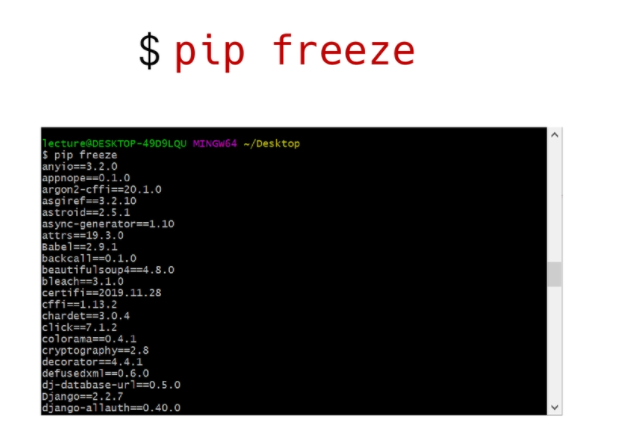 $ pip freeze
lecture@DESKTOP-49D9LQU MINGW64 ~/Desktop
$ pip freeze
anyio==3.2.0
appnope==0.1.0
argon2-cffi==20.1.0
asgiref==3.2.10
astroid==2.5.1
async-generator==1.10
attrs==19.3.0
Babel==2.9.1
backcall==0.1.0
beautifulsoup4==4.8.0
bleach==3.1.0
certifi==2019.11.28
cffi==1.13.2
chardet==3.0.4
click==7.1.2
colorama==0.4.1
cryptography==2.8
decorator==4.4.1
defusedxml==0.6.0
dj-database-url==0.5.0
Django==2.2.7
django-allauth==0.40.0